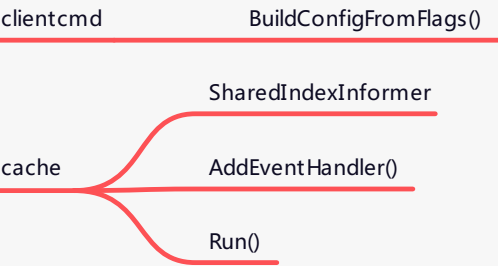 clientcmd BuildConfigFromFlags()
SharedIndexInformer
cache AddEventHandler()
Run()